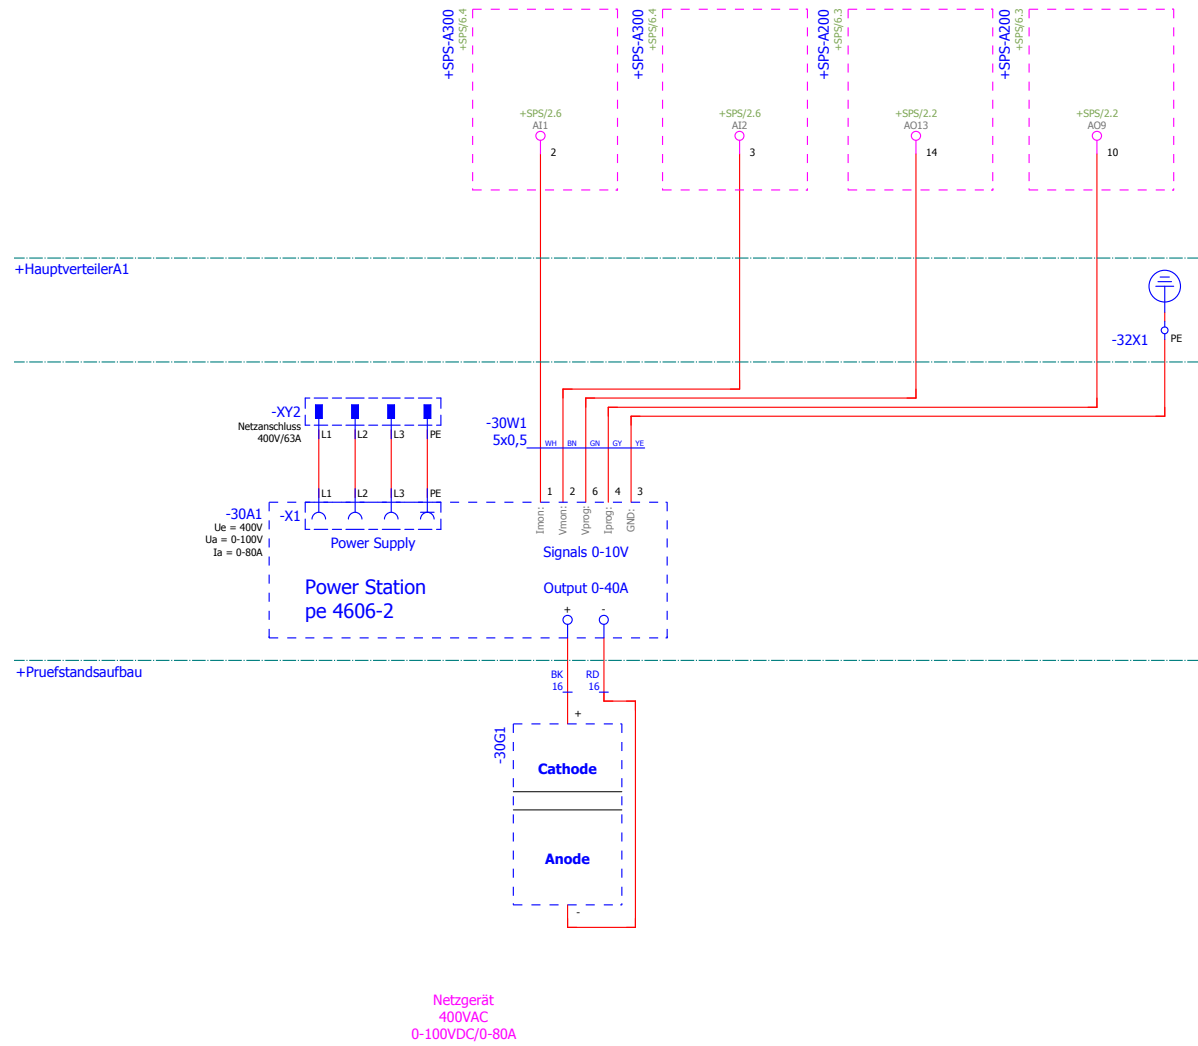 +SPS-A300
+SPS/6.4
+SPS-A300
+SPS/6.4
+SPS-A200
+SPS/6.3
+SPS-A200
+SPS/6.3
+SPS/2.6
AI1
2
+SPS/2.6
AI2
3
+SPS/2.2
AO13
14
+SPS/2.2
AO9
10
+HauptverteilerA1
-32X1
PE
-XY2
Netzanschluss
400V/63A
L1
L2
L3
PE
-30W1
5x0,5
WH
BN
GN
GY
YE
L1
L2
L3
PE
1
2
6
4
3
-30A1
Ue = 400V
Ua = 0-100V
Ia = 0-80A
-X1
Power Supply
Imon:
Vmon:
Vprog:
Iprog:
GND:
Signals 0-10V
Power Station
pe 4606-2
Output 0-40A
+
-
+Pruefstandsaufbau
BK
16
RD
16
+
-30G1
Cathode
Anode
-
Netzgerät
400VAC
0-100VDC/0-80A